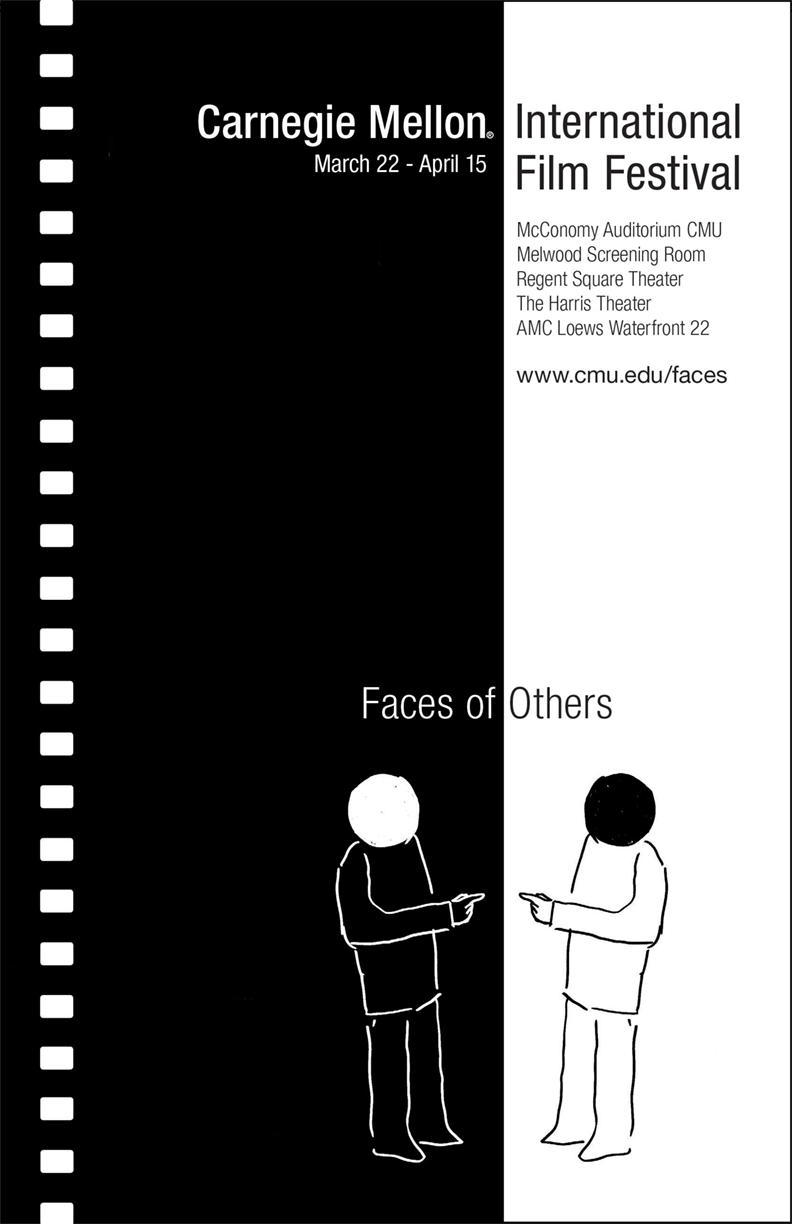 Carnegie Mellon® International
March 22 - April 15
Film Festival
McConomy Auditorium CMU
Melwood Screening Room
Regent Square Theater
The Harris Theater
AMC Loews Waterfront 22
www.cmu.edu/faces
Faces of Others